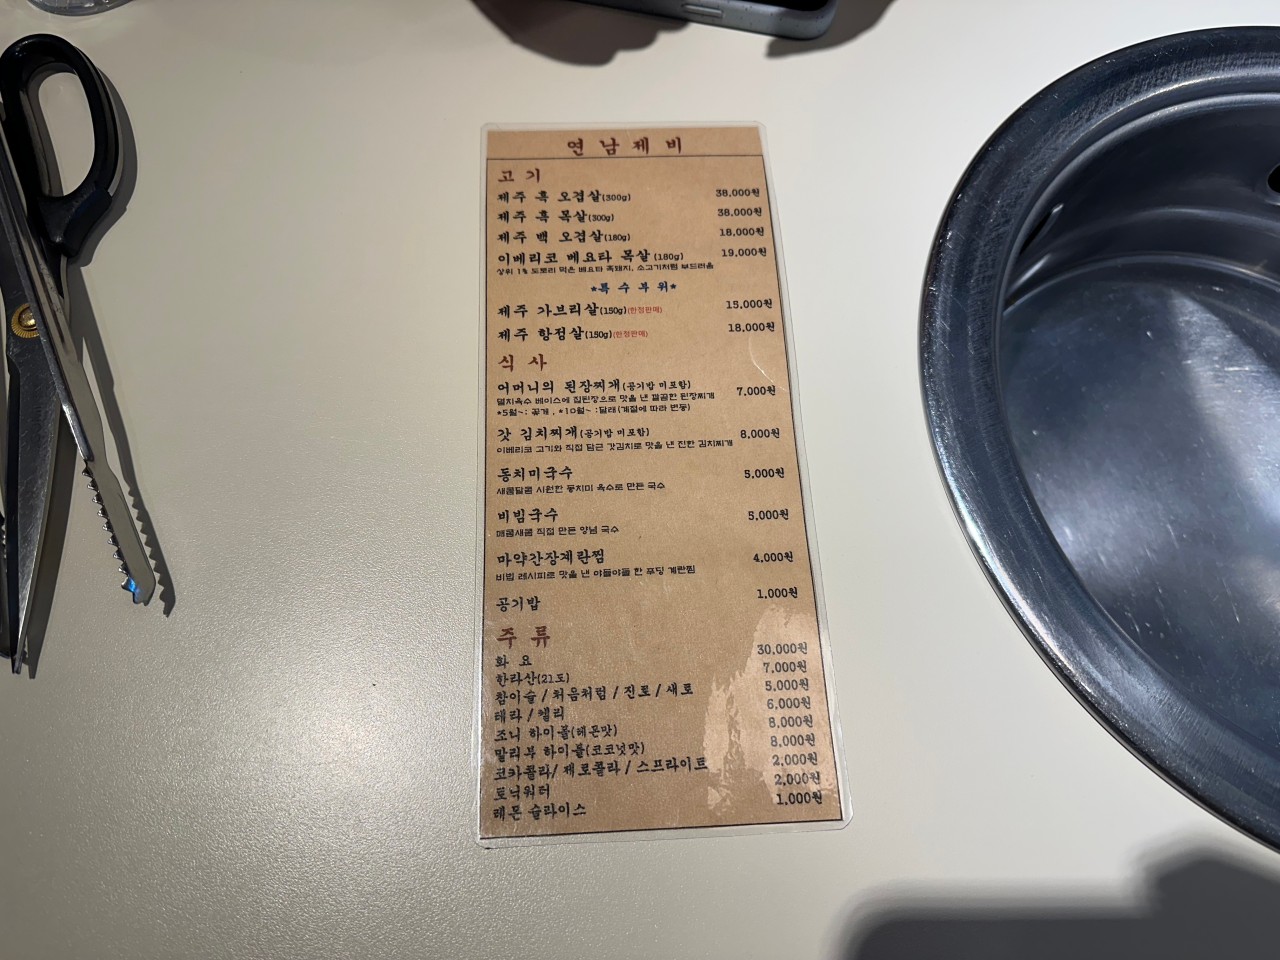 연남제비
고기
제주 흑 오겹살(300g) 38,000원
제주 흑 목살(300g) 38,000원
제주 백 오겹살(180g) 18,000원
이베리코 베요타 목살(180g) 19,000원
상위 1% 도토리 먹은 베요타 흑돼지, 소고기처럼 부드러움
*특수부위*
제주 가브리살(150g)(한정판매) 15,000원
제주 항정살(150g)(한정판매) 18,000원
식사
어머니의 된장찌개(공기밥 미포함) 7,000원
멸치육수 베이스에 집된장으로 맛을 낸 깔끔한 된장찌개
*5월~: 꽃게, *10월~:달래(계절에 따라 변동)
갓 김치찌개(공기밥 미포함) 8,000원
이베리코 고기와 직접 담근 갓김치로 맛을 낸 진한 김치찌개
동치미국수 5,000원
새콤달콤 시원한 동치미 육수로 만든 국수
비빔국수 5,000원
매콤새콤 직접 만든 양념 국수
마약간장계란찜 4,000원
비법 레시피로 맛을 낸 야들야들 한 푸딩 계란찜
공기밥 1,000원
주류
화요 30,000원
한라산(21도) 7,000원
참이슬 / 처음처럼 / 진로 / 새로 5,000원
테라 / 켈리 6,000원
조니 하이볼(레몬맛) 8,000원
말리부 하이볼(코코넛맛) 8,000원
코카콜라/ 제로콜라 / 스프라이트 2,000원
토닉워터 2,000원
레몬 슬라이스 1,000원